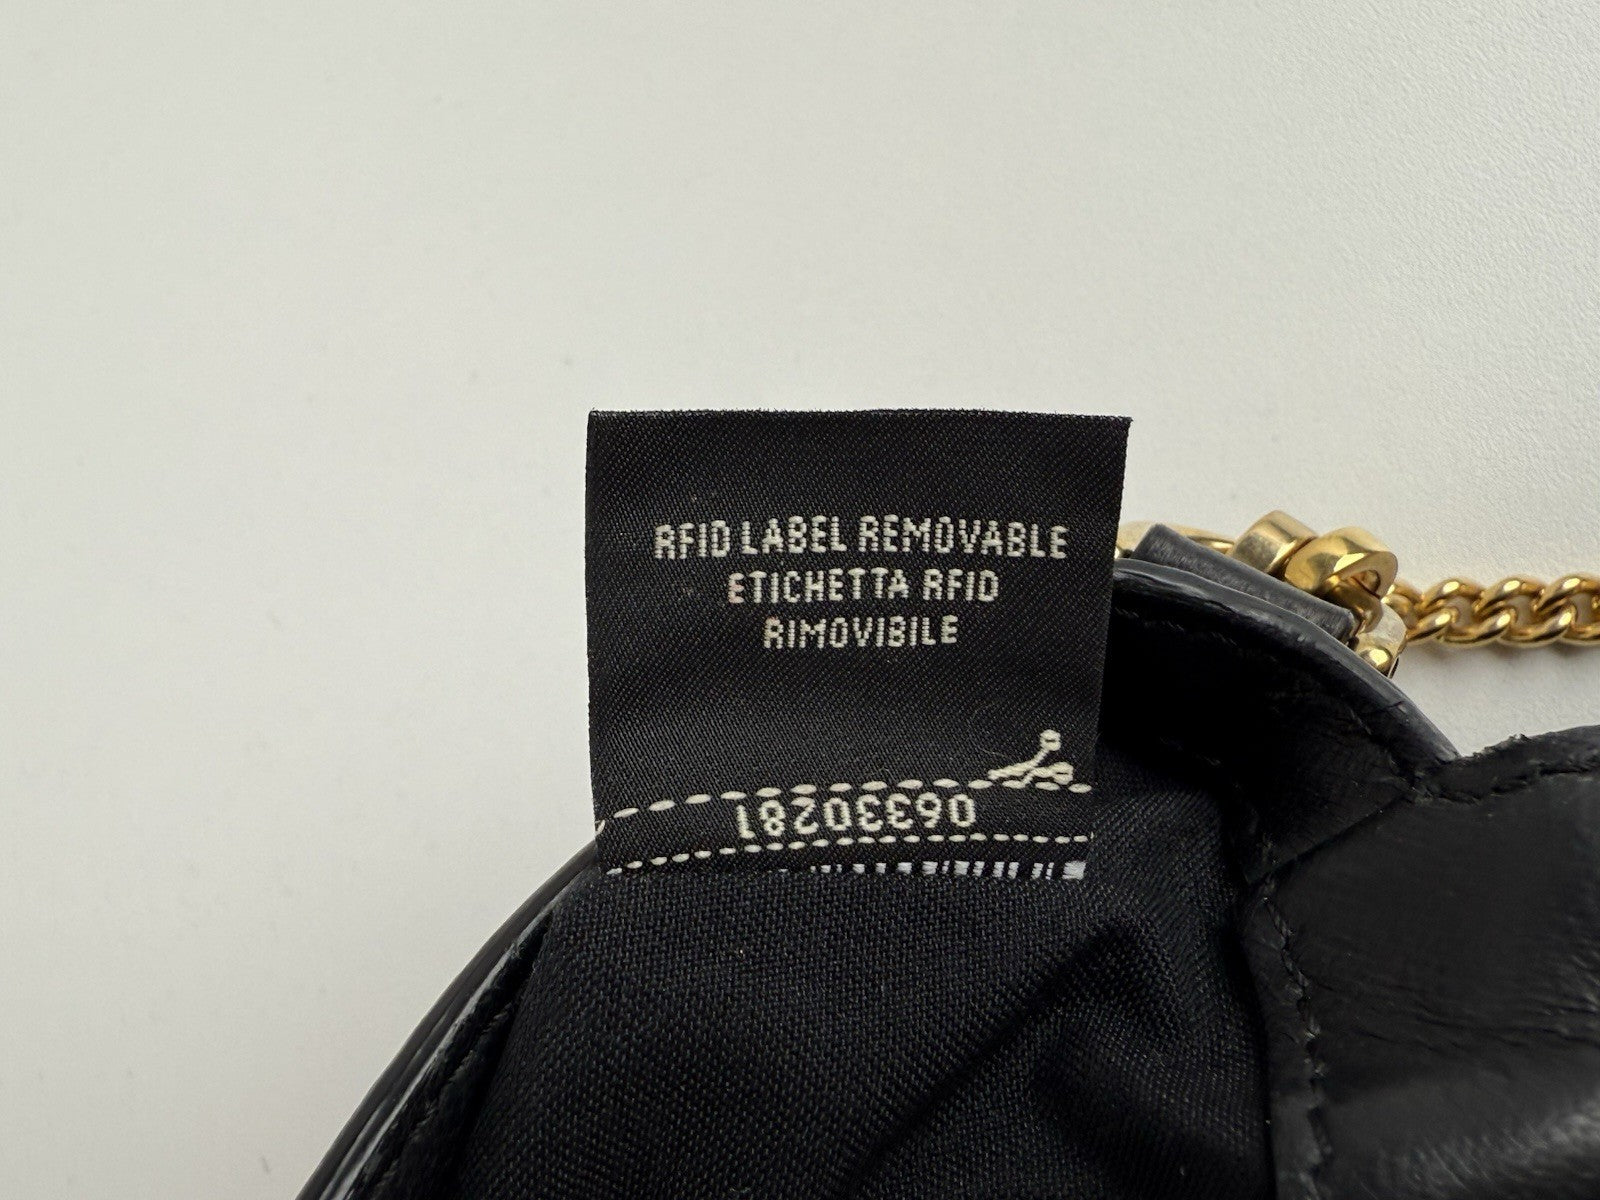 RFID LABEL REMOVABLE
ETICHETTA RFID
RIMOVIBILE
06330281